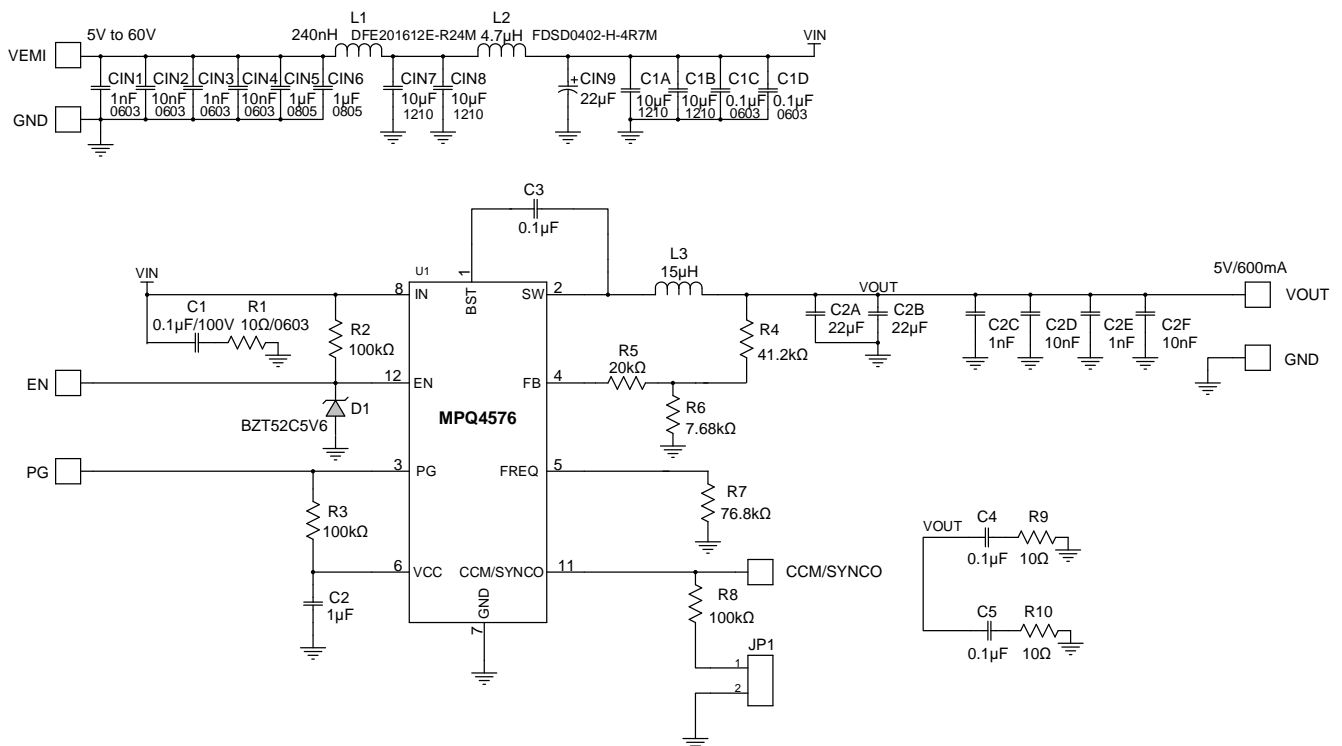 L1
L2
5V to 60V
240nH
DFE201612E-R24M
4.7μH
FDSD0402-H-4R7M
VIN
VEMI
CIN1
1nF
0603
CIN2
10nF
0603
CIN3
1nF
0603
CIN4
10nF
0603
CIN5
1μF
0805
CIN6
1μF
0805
CIN7
10μF
1210
CIN8
10μF
1210
+
CIN9
22μF
C1A
10μF
1210
C1B
10μF
1210
C1C
0.1μF
0603
C1D
0.1μF
0603
GND
C3
0.1μF
L3
15μH
VIN
U1
1
BST
8
IN
SW
2
C1
0.1μF/100V
R1
10Ω/0603
R2
100kΩ
VOUT
5V/600mA
VOUT
C2A
22μF
C2B
22μF
C2C
1nF
C2D
10nF
C2E
1nF
C2F
10nF
GND
R4
41.2kΩ
R5
20kΩ
EN
12
EN
FB
4
D1
BZT52C5V6
MPQ4576
R6
7.68kΩ
PG
3
PG
FREQ
5
R3
100kΩ
R7
76.8kΩ
6
VCC
CCM/SYNCO
11
CCM/SYNCO
C2
1μF
GND
7
R8
100kΩ
JP1
1
2
VOUT
C4
0.1μF
R9
10Ω
C5
0.1μF
R10
10Ω